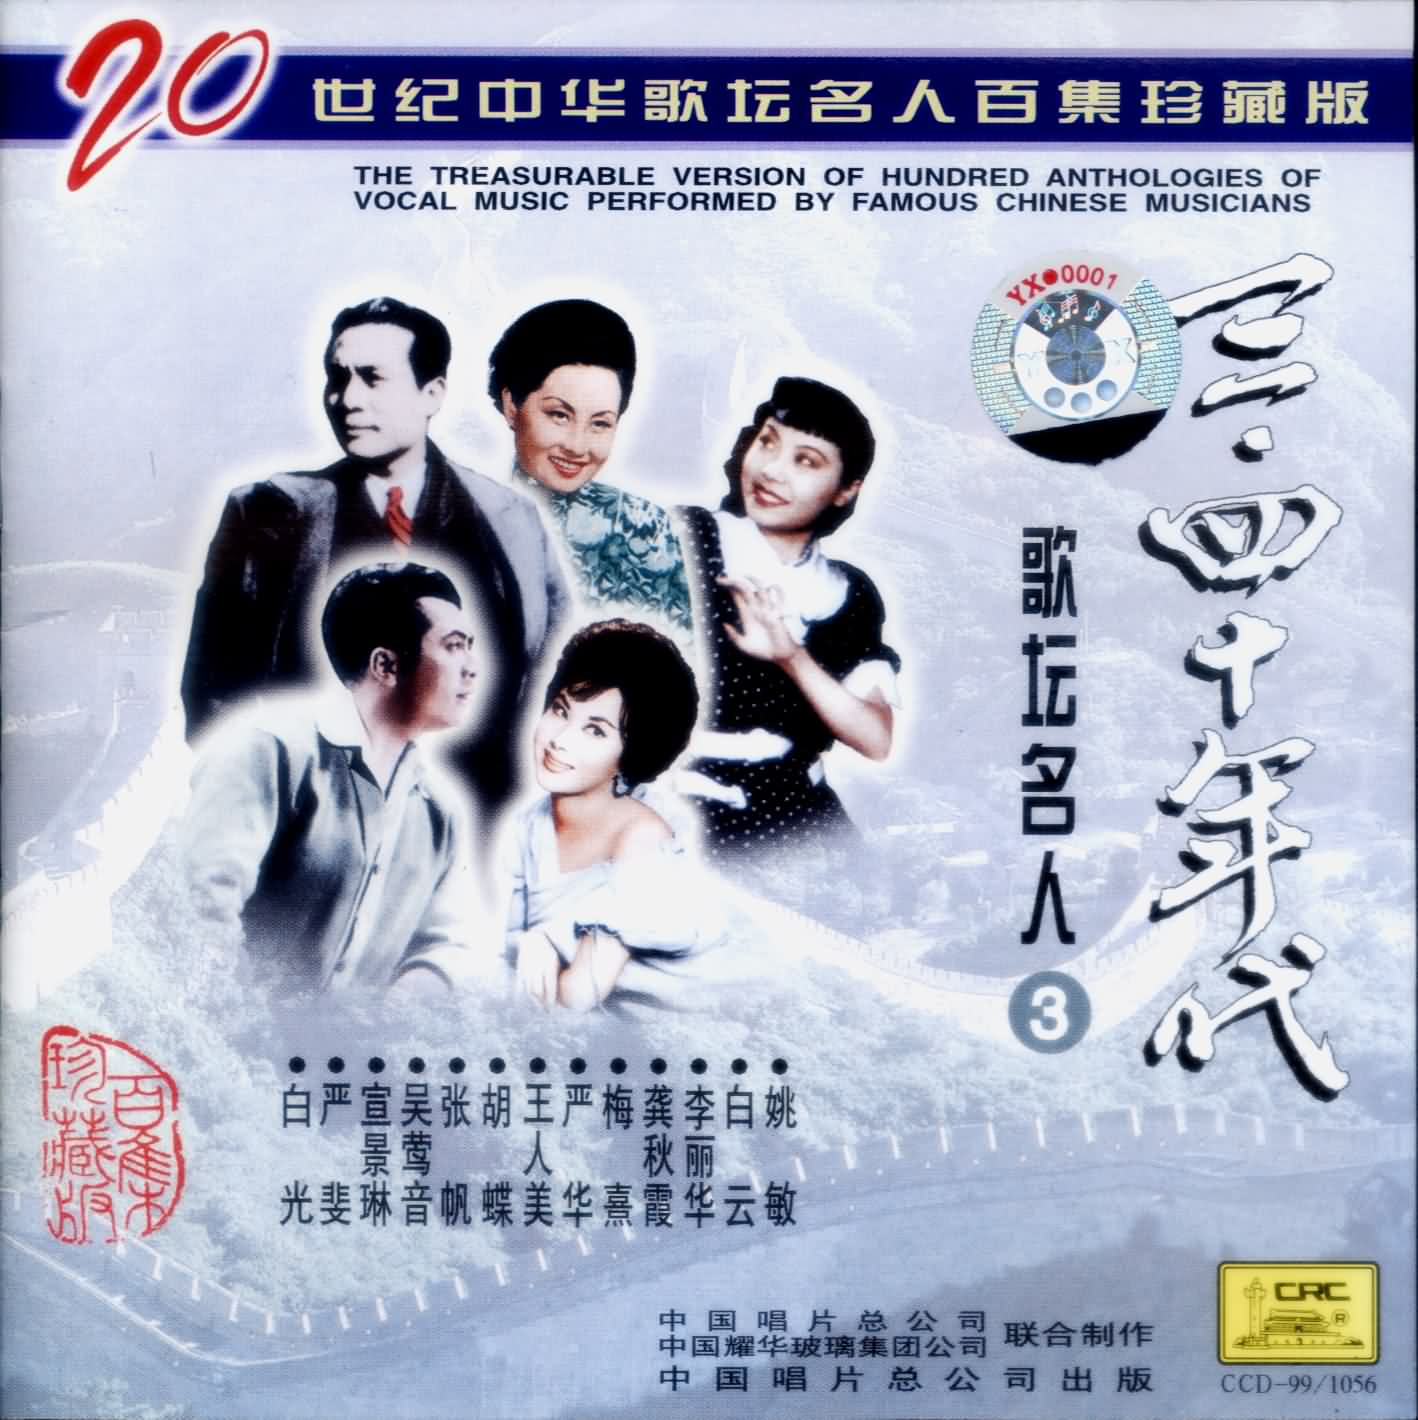 20
世纪中华歌坛名人百集珍藏版
THE TREASURABLE VERSION OF HUNDRED ANTHOLOGIES OF
VOCAL MUSIC PERFORMED BY FAMOUS CHINESE MUSICIANS
YX●0001
三·四十年代
歌坛名人
3
姚敏
白云
李丽华
龚秋霞
梅熹
严华
王人美
胡蝶
张帆
吴莺音
宣景琳
严斐
白光
百集
珍藏版
中国唱片总公司
中国耀华玻璃集团公司
联合制作
中国唱片总公司出版
CRC
CCD-99/1056